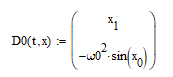 x₁
D0(t,x) :=
-ω0²·sin(x₀)